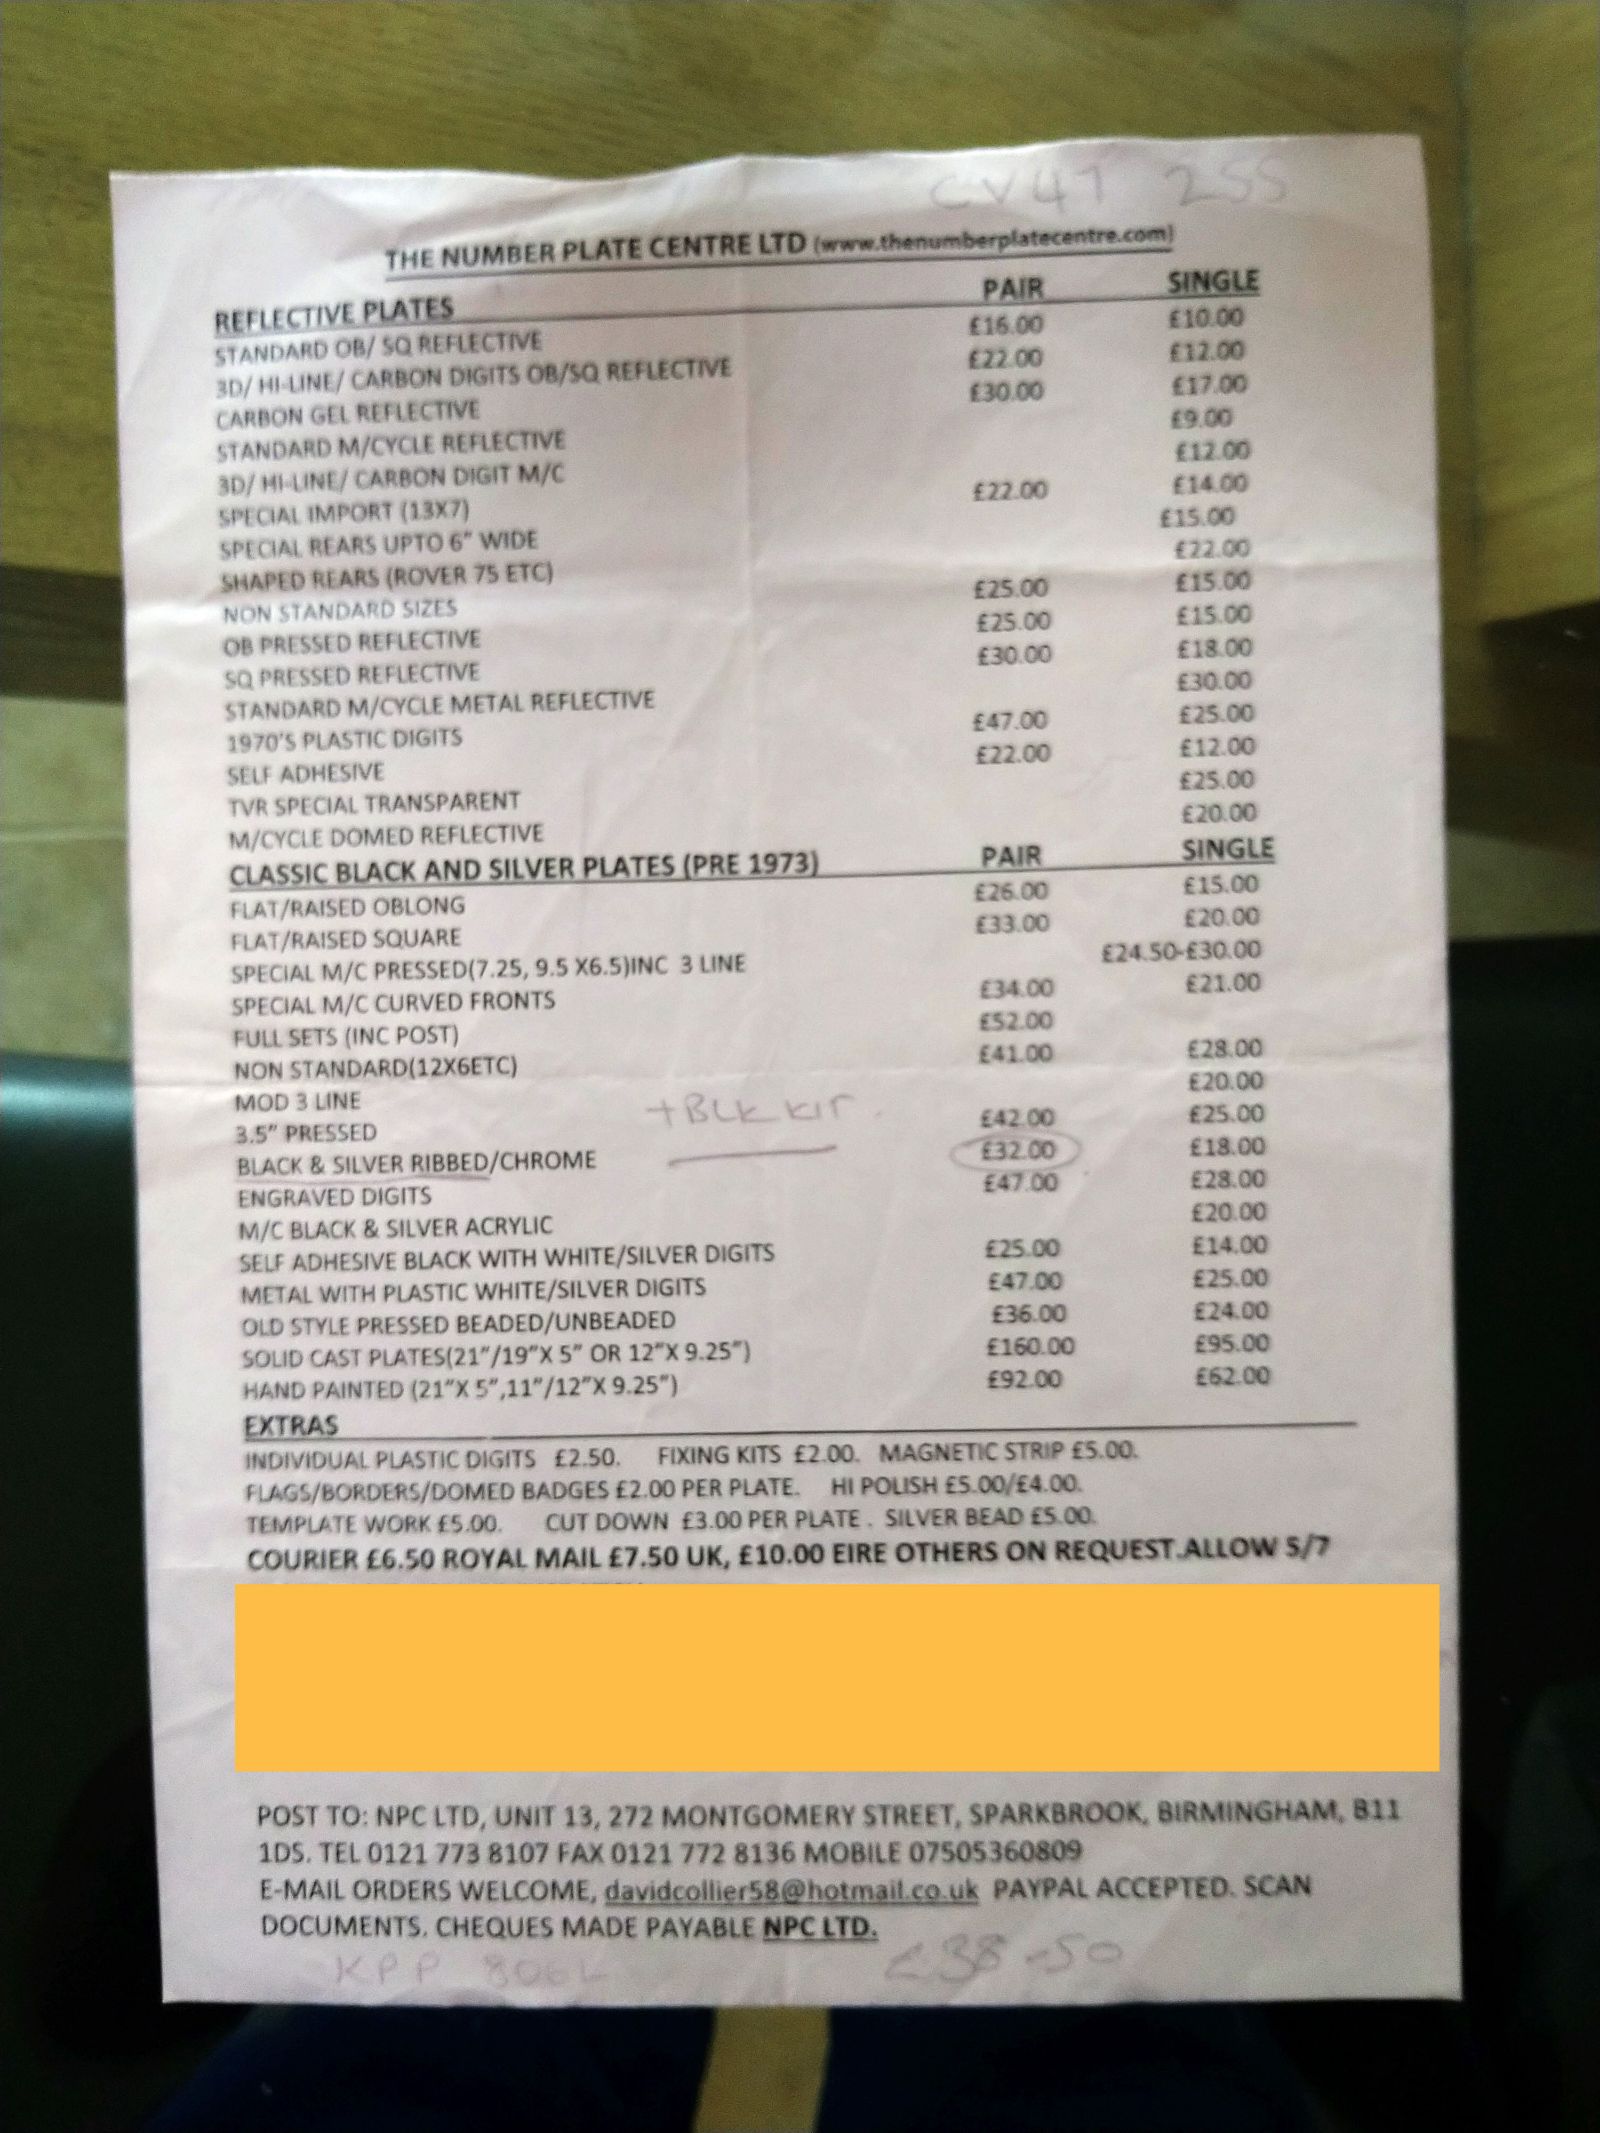 CV47 2SS
THE NUMBER PLATE CENTRE LTD (www.thenumberplatecentre.com)
REFLECTIVE PLATES PAIR SINGLE
STANDARD OB/ SQ REFLECTIVE £16.00 £10.00
3D/ HI-LINE/ CARBON DIGITS OB/SQ REFLECTIVE £22.00 £12.00
CARBON GEL REFLECTIVE £30.00 £17.00
STANDARD M/CYCLE REFLECTIVE £9.00
3D/ HI-LINE/ CARBON DIGIT M/C £12.00
SPECIAL IMPORT (13X7) £22.00 £14.00
SPECIAL REARS UPTO 6" WIDE £15.00
SHAPED REARS (ROVER 75 ETC) £22.00
NON STANDARD SIZES £25.00 £15.00
OB PRESSED REFLECTIVE £25.00 £15.00
SQ PRESSED REFLECTIVE £30.00 £18.00
STANDARD M/CYCLE METAL REFLECTIVE £30.00
1970'S PLASTIC DIGITS £47.00 £25.00
SELF ADHESIVE £22.00 £12.00
TVR SPECIAL TRANSPARENT £25.00
M/CYCLE DOMED REFLECTIVE £20.00
CLASSIC BLACK AND SILVER PLATES (PRE 1973) PAIR SINGLE
FLAT/RAISED OBLONG £26.00 £15.00
FLAT/RAISED SQUARE £33.00 £20.00
SPECIAL M/C PRESSED(7.25, 9.5 X6.5)INC 3 LINE £24.50-£30.00
SPECIAL M/C CURVED FRONTS £34.00 £21.00
FULL SETS (INC POST) £52.00
NON STANDARD(12X6ETC) £41.00 £28.00
MOD 3 LINE £20.00
+BLK KIT.
3.5" PRESSED £42.00 £25.00
BLACK & SILVER RIBBED/CHROME £32.00 £18.00
ENGRAVED DIGITS £47.00 £28.00
M/C BLACK & SILVER ACRYLIC £20.00
SELF ADHESIVE BLACK WITH WHITE/SILVER DIGITS £25.00 £14.00
METAL WITH PLASTIC WHITE/SILVER DIGITS £47.00 £25.00
OLD STYLE PRESSED BEADED/UNBEADED £36.00 £24.00
SOLID CAST PLATES(21"/19"X 5" OR 12"X 9.25") £160.00 £95.00
HAND PAINTED (21"X 5",11"/12"X 9.25") £92.00 £62.00
EXTRAS
INDIVIDUAL PLASTIC DIGITS £2.50. FIXING KITS £2.00. MAGNETIC STRIP £5.00.
FLAGS/BORDERS/DOMED BADGES £2.00 PER PLATE. HI POLISH £5.00/£4.00.
TEMPLATE WORK £5.00. CUT DOWN £3.00 PER PLATE. SILVER BEAD £5.00.
COURIER £6.50 ROYAL MAIL £7.50 UK, £10.00 EIRE OTHERS ON REQUEST.ALLOW 5/7
POST TO: NPC LTD, UNIT 13, 272 MONTGOMERY STREET, SPARKBROOK, BIRMINGHAM, B11
1DS. TEL 0121 773 8107 FAX 0121 772 8136 MOBILE 07505360809
E-MAIL ORDERS WELCOME, davidcollier58@hotmail.co.uk PAYPAL ACCEPTED. SCAN
DOCUMENTS. CHEQUES MADE PAYABLE NPC LTD.
KPP 806L £38-50